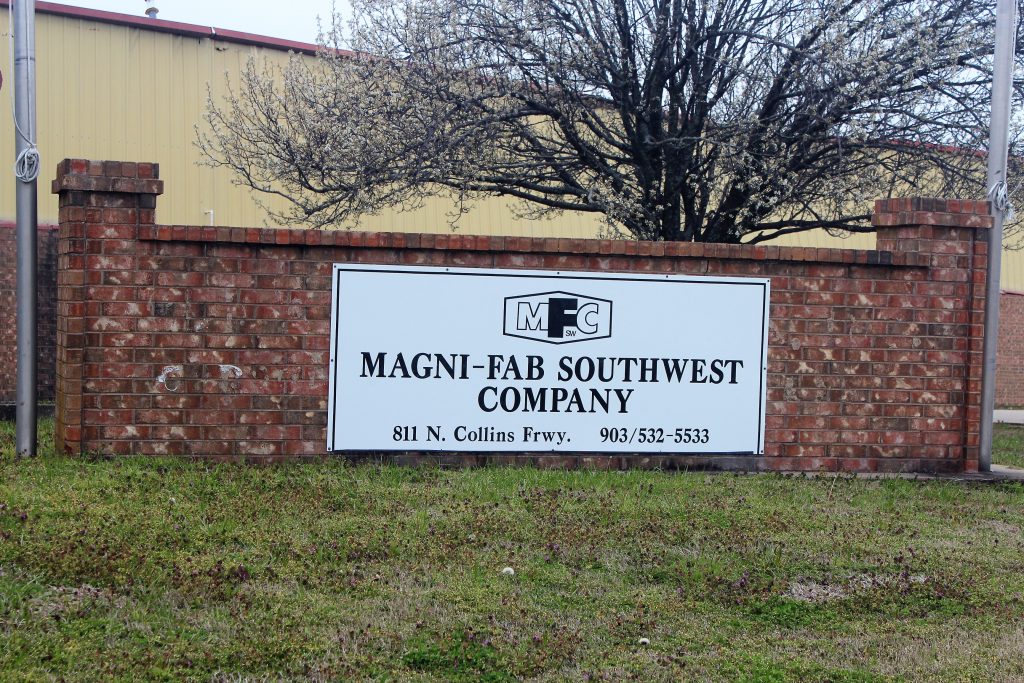 MFC
SW
MAGNI-FAB SOUTHWEST
COMPANY
811 N. Collins Frwy. 903/532-5533